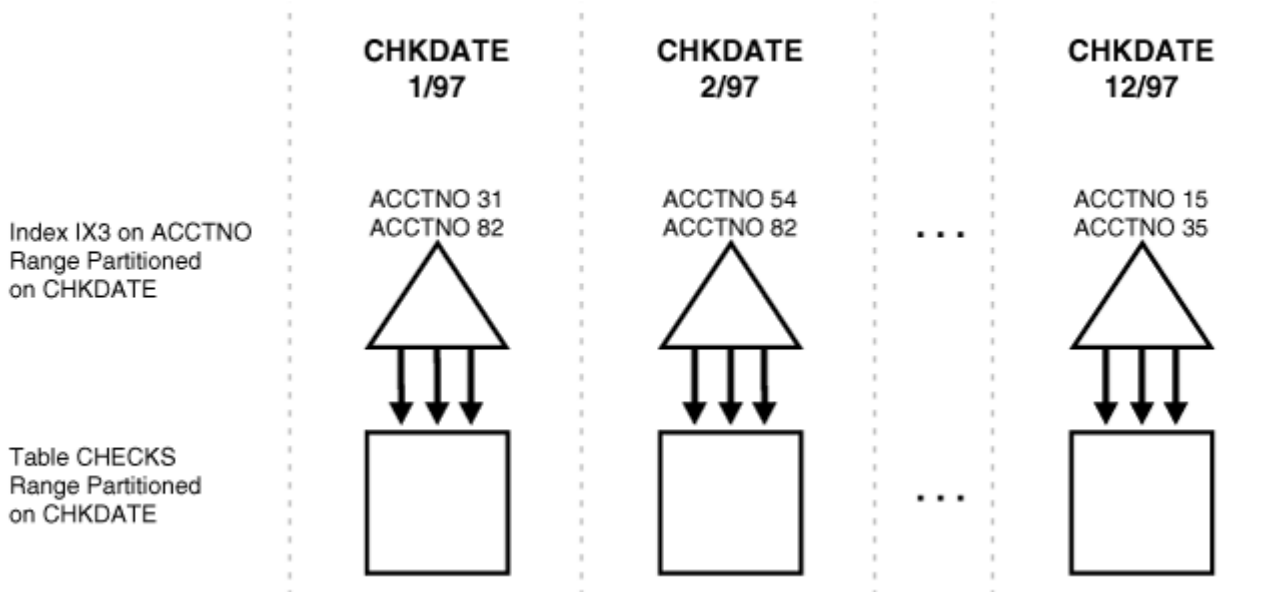 CHKDATE
1/97
CHKDATE
2/97
CHKDATE
12/97
Index IX3 on ACCTNO
Range Partitioned
on CHKDATE
ACCTNO 31
ACCTNO 82
ACCTNO 54
ACCTNO 82
. . .
ACCTNO 15
ACCTNO 35
Table CHECKS
Range Partitioned
on CHKDATE
. . .